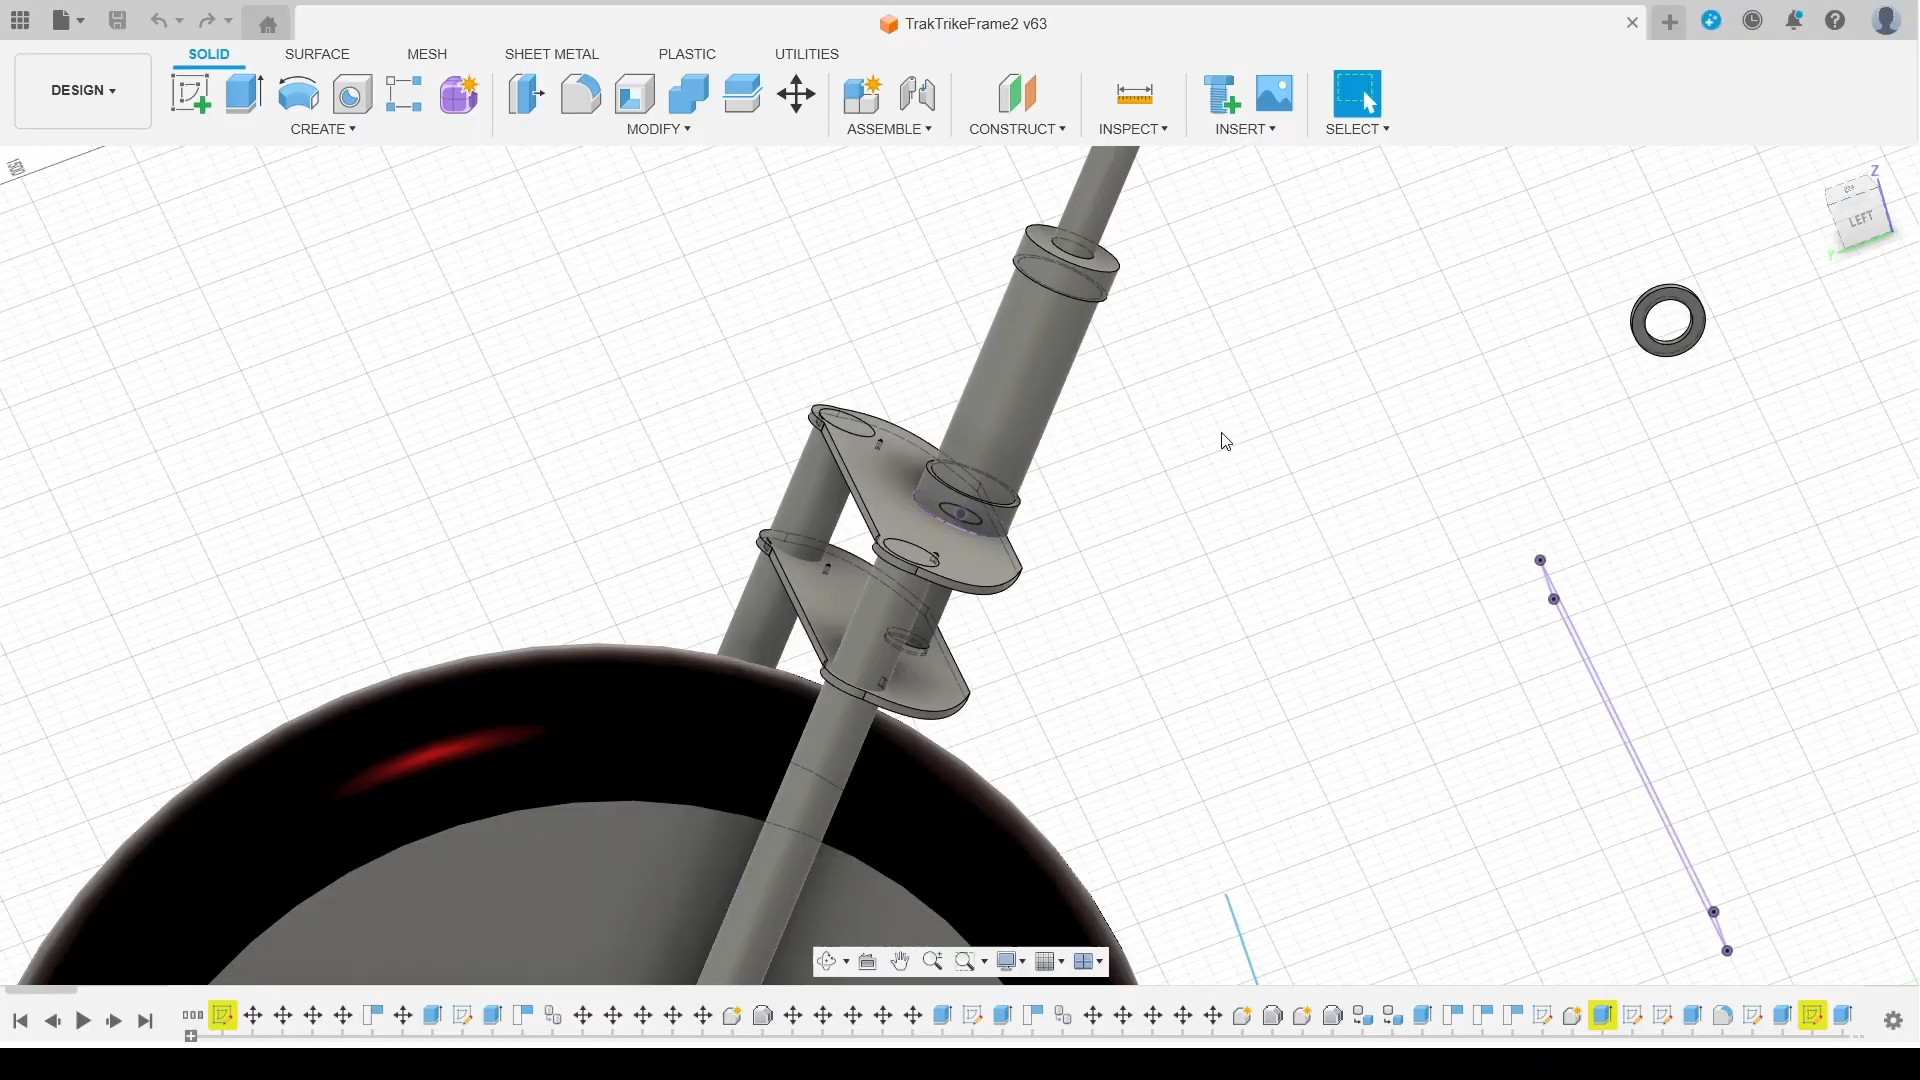 TrakTrikeFrame2 v63
SOLID
SURFACE
MESH
SHEET METAL
PLASTIC
UTILITIES
DESIGN
CREATE
MODIFY
ASSEMBLE
CONSTRUCT
INSPECT
INSERT
SELECT
Z
LEFT
Y